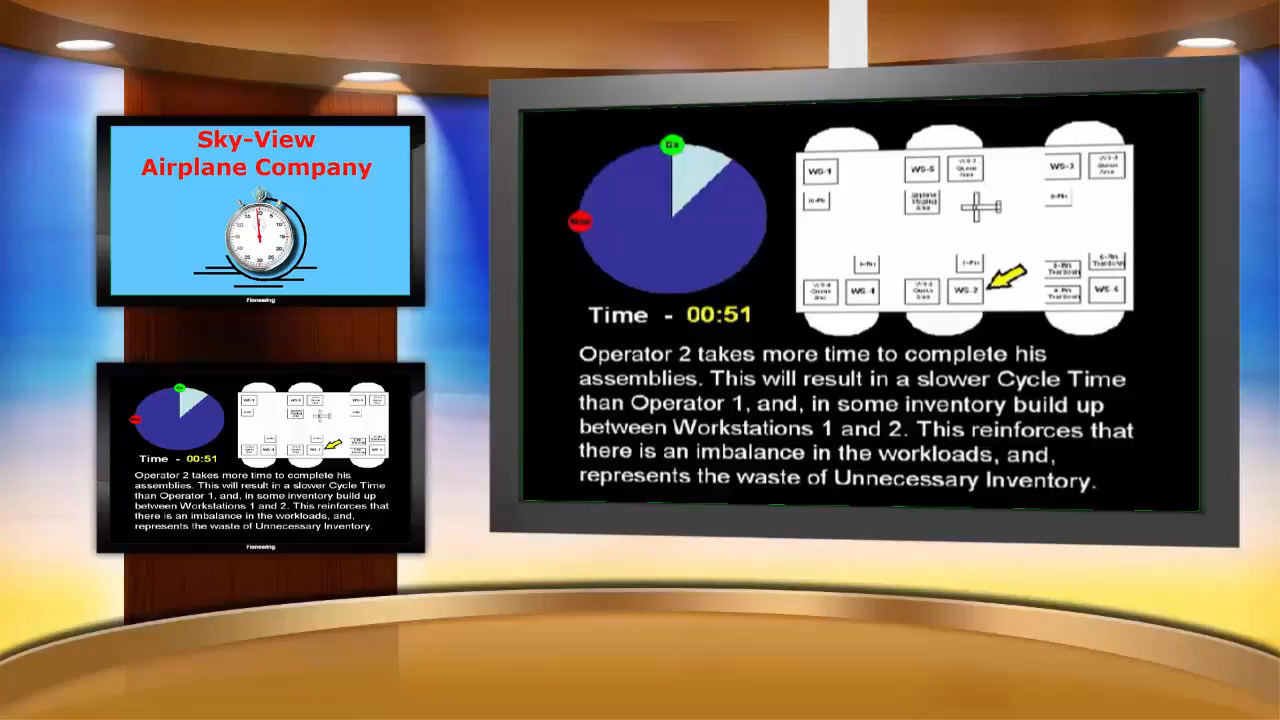 Sky-View
Airplane Company
Pioneering
Go
Stop
Time - 00:51
WS-1
WS-5
WS-3
WS-4
WS-2
WS-6
Operator 2 takes more time to complete his
assemblies. This will result in a slower Cycle Time
than Operator 1, and, in some inventory build up
between Workstations 1 and 2. This reinforces that
there is an imbalance in the workloads, and,
represents the waste of Unnecessary Inventory.
Time - 00:51
Operator 2 takes more time to complete his
assemblies. This will result in a slower Cycle Time
than Operator 1, and, in some inventory build up
between Workstations 1 and 2. This reinforces that
there is an imbalance in the workloads, and,
represents the waste of Unnecessary Inventory.
Pioneering